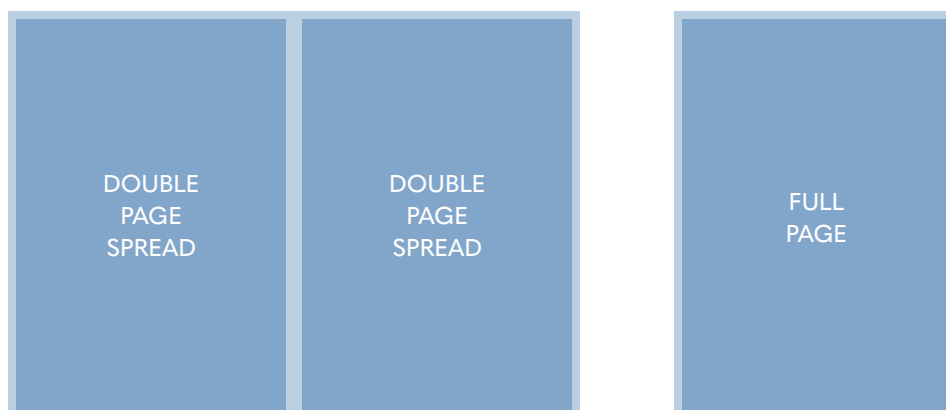 DOUBLE
PAGE
SPREAD
DOUBLE
PAGE
SPREAD
FULL
PAGE